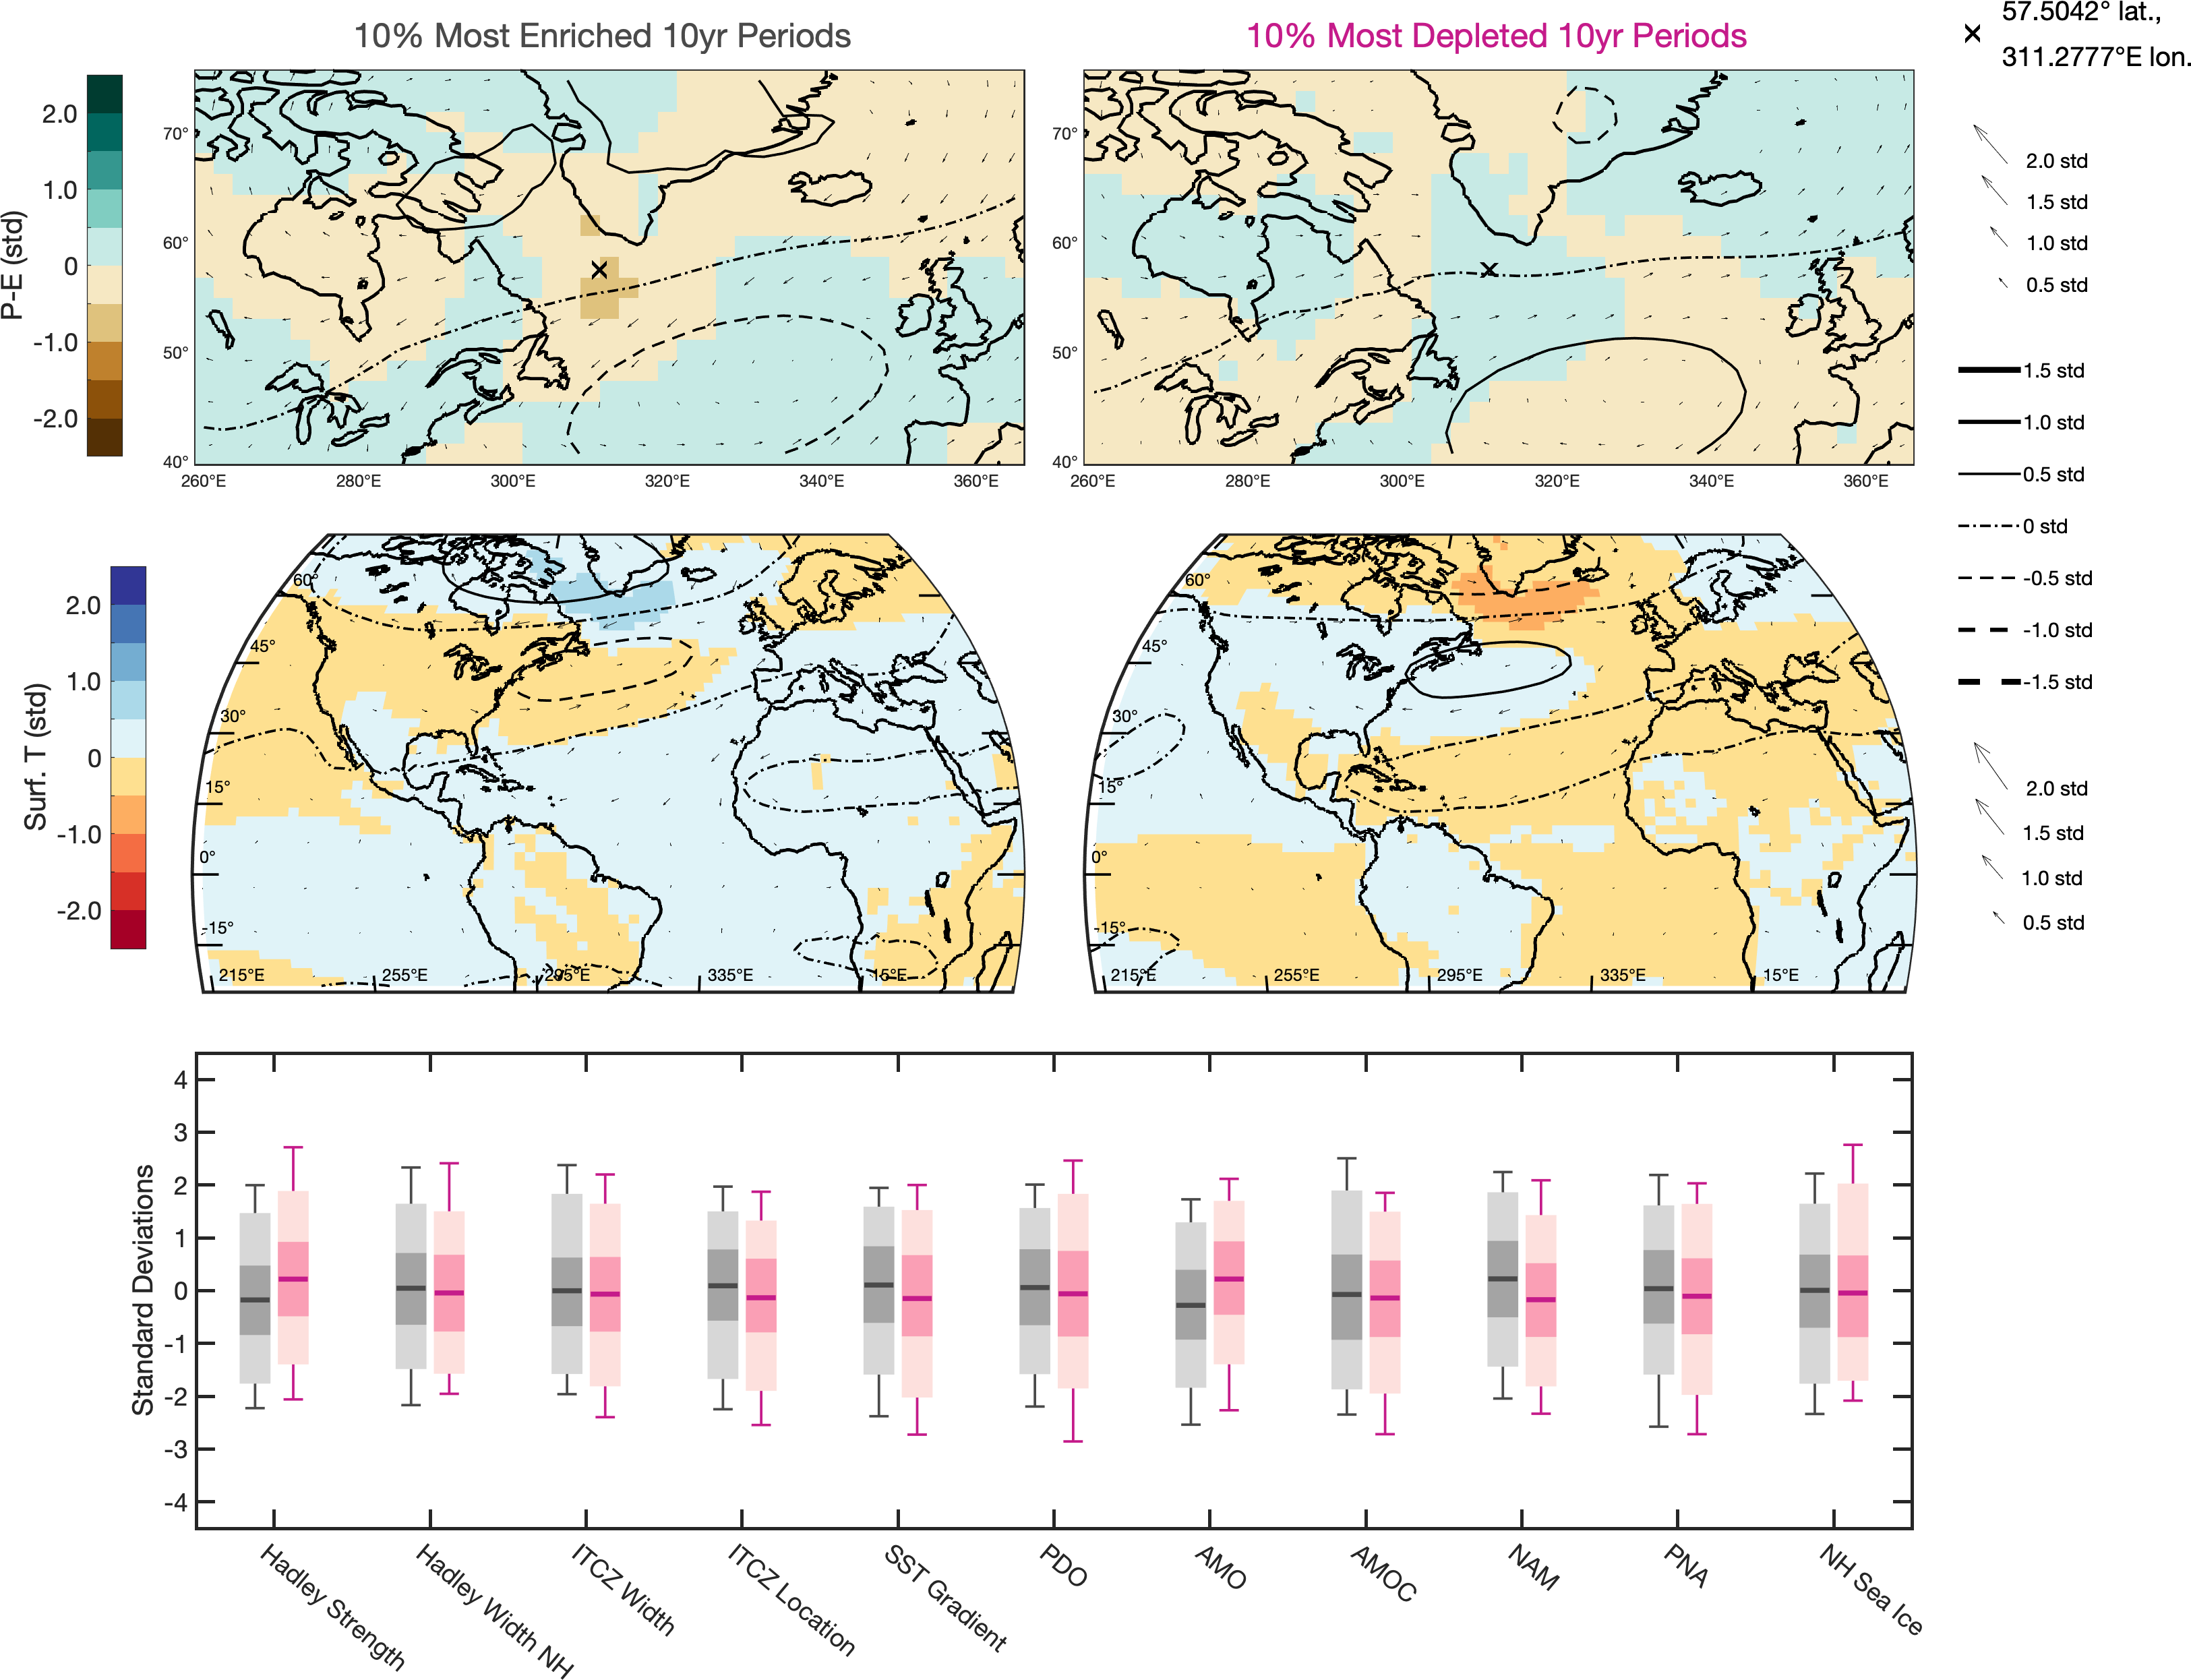 10% Most Enriched 10yr Periods
10% Most Depleted 10yr Periods
57.5042° lat.,
311.2777°E lon.
P-E (std)
2.0
1.0
0
-1.0
-2.0
70°
60°
50°
40°
260°E 280°E 300°E 320°E 340°E 360°E
70°
60°
50°
40°
260°E 280°E 300°E 320°E 340°E 360°E
2.0 std
1.5 std
1.0 std
0.5 std
1.5 std
1.0 std
0.5 std
0 std
-0.5 std
-1.0 std
-1.5 std
2.0 std
1.5 std
1.0 std
0.5 std
Surf. T (std)
2.0
1.0
0
-1.0
-2.0
60°
45°
30°
15°
0°
-15°
215°E 255°E 295°E 335°E 15°E
60°
45°
30°
15°
0°
-15°
215°E 255°E 295°E 335°E 15°E
Standard Deviations
4
3
2
1
0
-1
-2
-3
-4
Hadley Strength
Hadley Width NH
ITCZ Width
ITCZ Location
SST Gradient
PDO
AMO
AMOC
NAM
PNA
NH Sea Ice